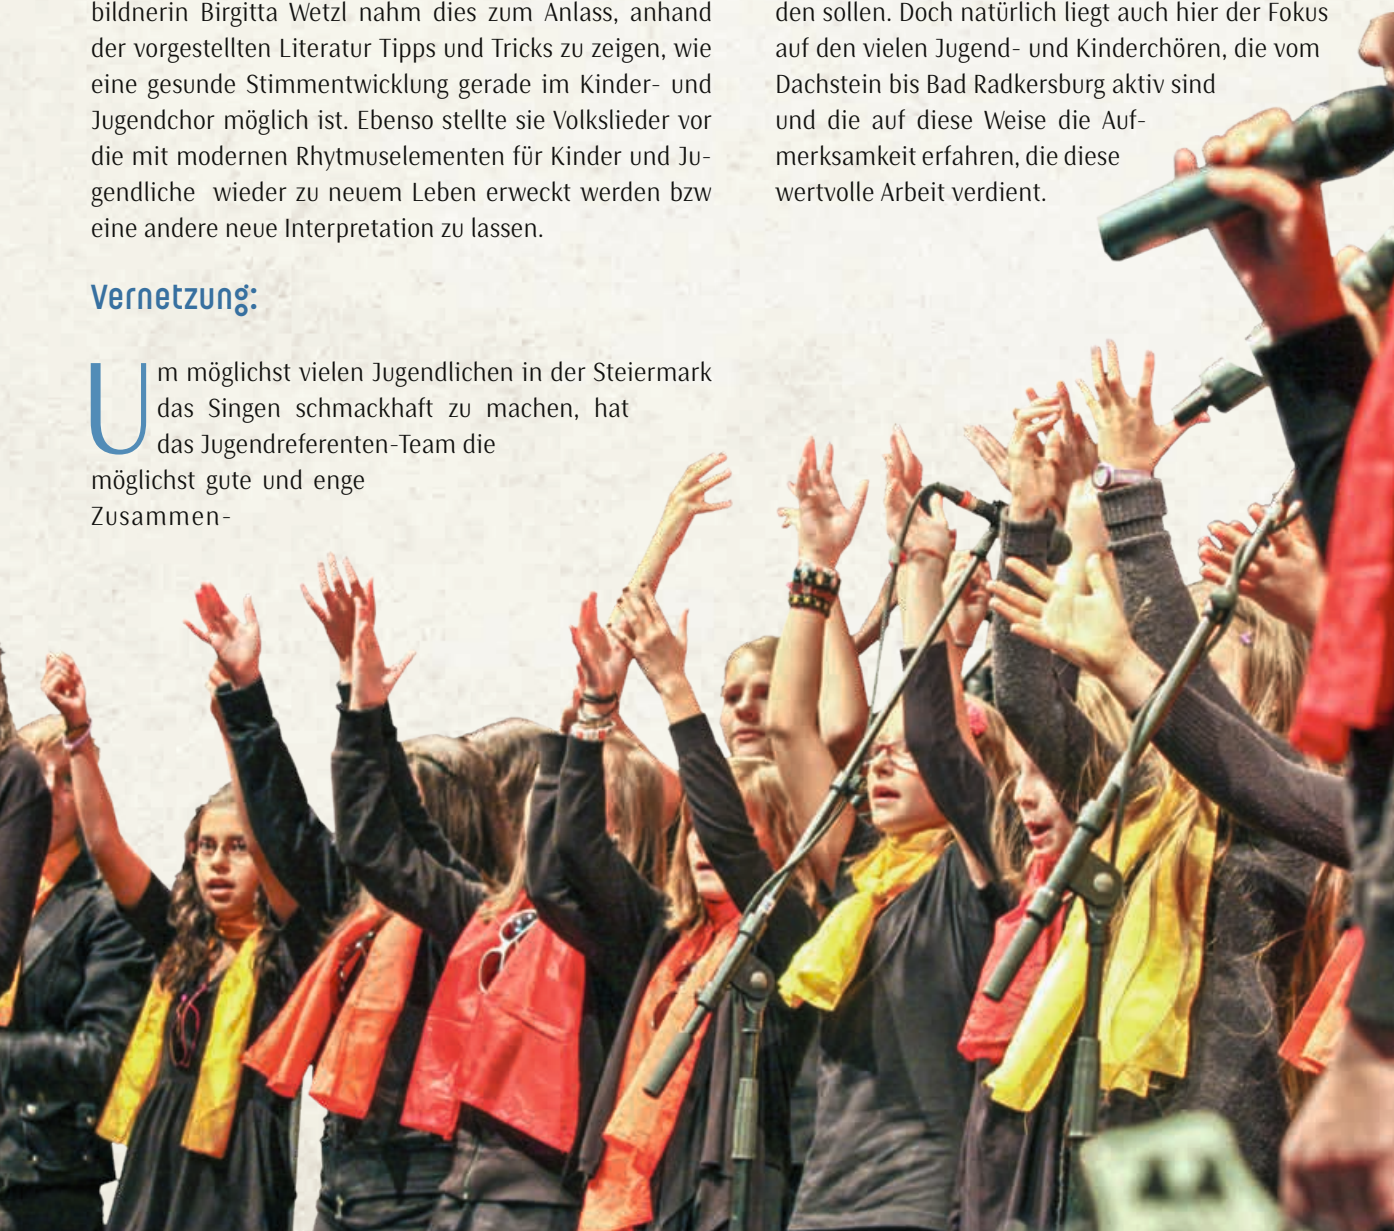 bildnerin Birgitta Wetzl nahm dies zum Anlass, anhand
der vorgestellten Literatur Tipps und Tricks zu zeigen, wie
eine gesunde Stimmentwicklung gerade im Kinder- und
Jugendchor möglich ist. Ebenso stellte sie Volkslieder vor
die mit modernen Rhytmuselementen für Kinder und Ju-
gendliche wieder zu neuem Leben erweckt werden bzw
eine andere neue Interpretation zu lassen.
Vernetzung:
Um möglichst vielen Jugendlichen in der Steiermark
das Singen schmackhaft zu machen, hat
das Jugendreferenten-Team die
möglichst gute und enge
Zusammen-
den sollen. Doch natürlich liegt auch hier der Fokus
auf den vielen Jugend- und Kinderchören, die vom
Dachstein bis Bad Radkersburg aktiv sind
und die auf diese Weise die Auf-
merksamkeit erfahren, die diese
wertvolle Arbeit verdient.